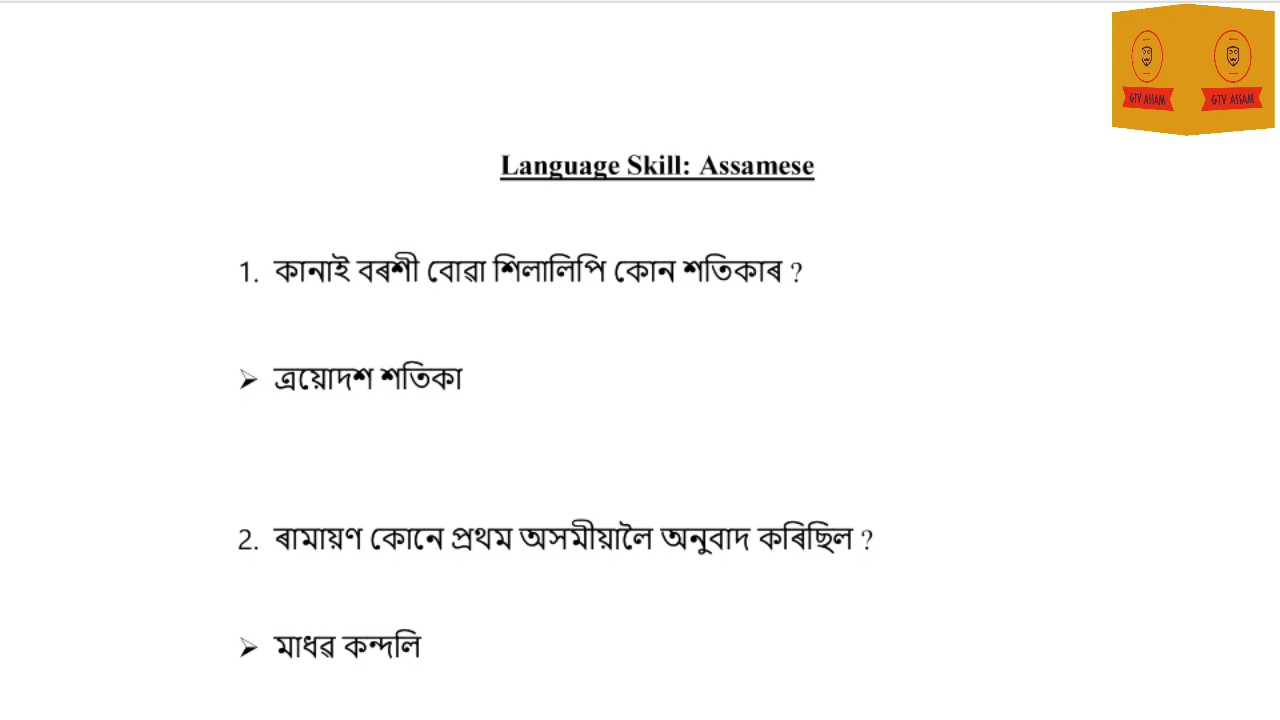 GTV ASSAM GTV ASSAM
Language Skill: Assamese
1. কানাই বৰশী বোৱা শিলালিপি কোন শতিকাৰ ?
➢ ত্ৰয়োদশ শতিকা
2. ৰামায়ণ কোনে প্ৰথম অসমীয়ালৈ অনুবাদ কৰিছিল ?
➢ মাধৱ কন্দলি